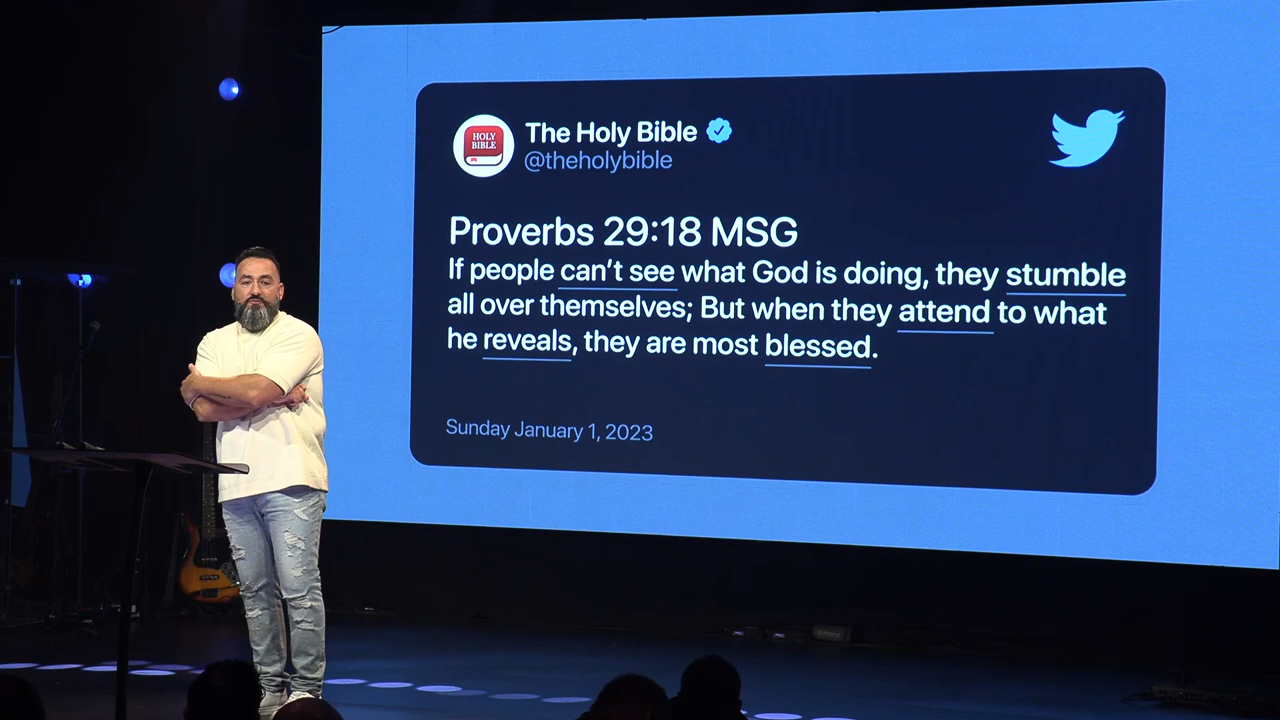 HOLY
BIBLE
The Holy Bible
@theholybible
Proverbs 29:18 MSG
If people can't see what God is doing, they stumble
all over themselves; But when they attend to what
he reveals, they are most blessed.
Sunday January 1, 2023